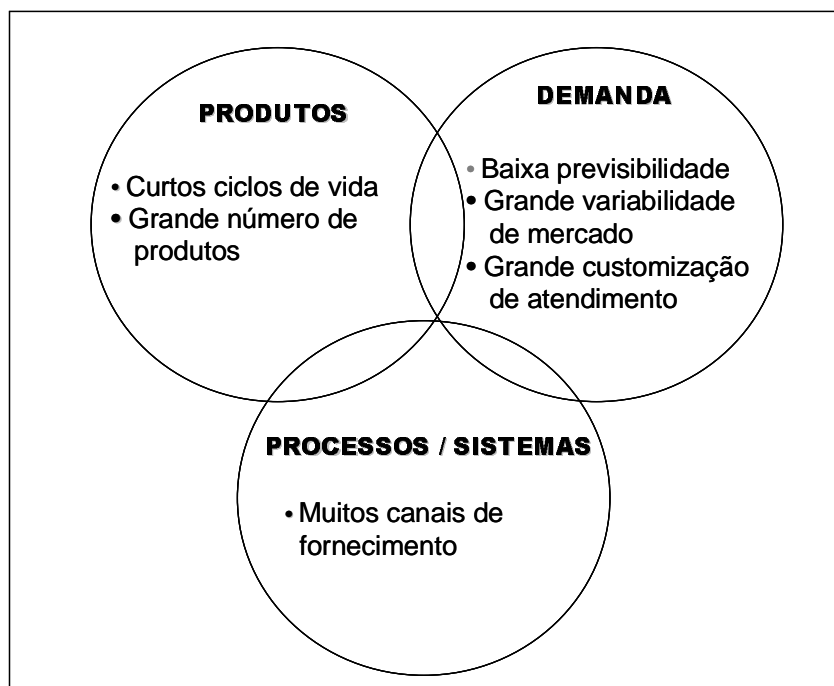 PRODUTOS
• Curtos ciclos de vida
• Grande número de
produtos
DEMANDA
• Baixa previsibilidade
• Grande variabilidade
de mercado
• Grande customização
de atendimento
PROCESSOS / SISTEMAS
• Muitos canais de
fornecimento